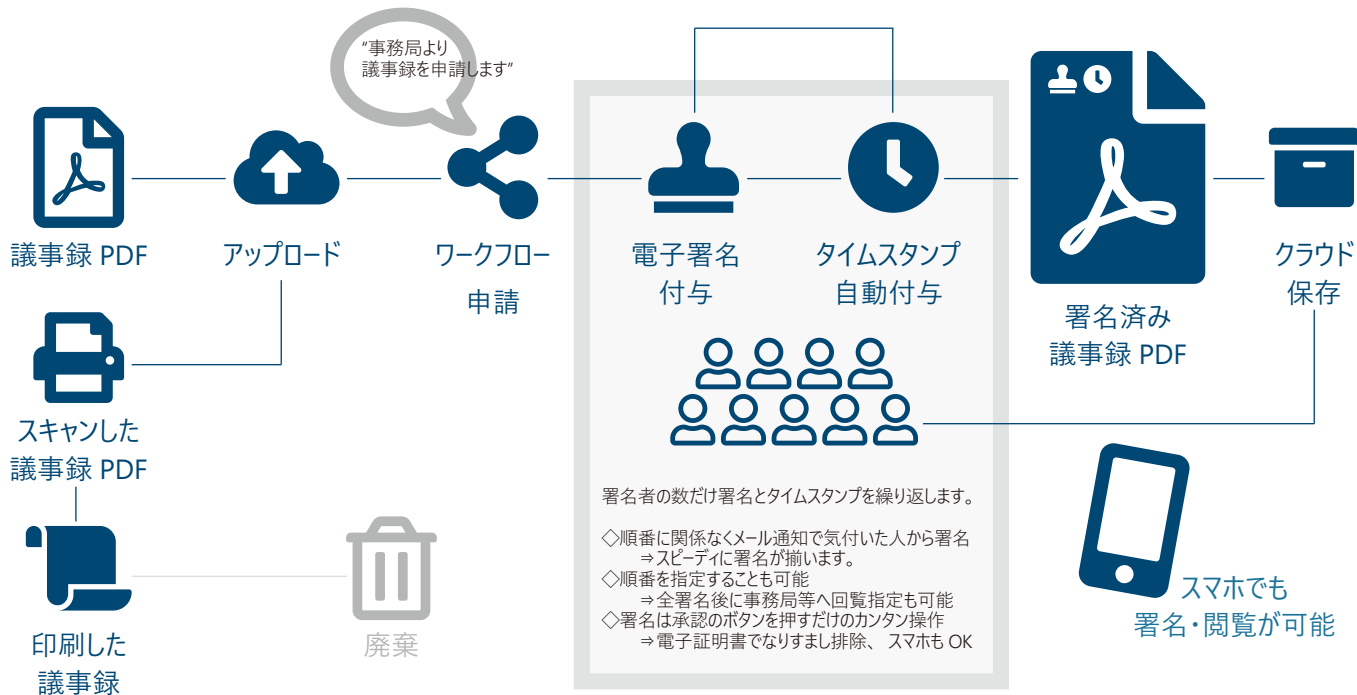 “事務局より
議事録を申請します”
議事録 PDF
アップロード
ワークフロー
申請
電子署名
付与
タイムスタンプ
自動付与
署名済み
議事録 PDF
クラウド
保存
スキャンした
議事録 PDF
印刷した
議事録
廃棄
署名者の数だけ署名とタイムスタンプを繰り返します。
◇順番に関係なくメール通知で気付いた人から署名
⇒スピーディに署名が揃います。
◇順番を指定することも可能
⇒全署名後に事務局等へ回覧指定も可能
◇署名は承認のボタンを押すだけのカンタン操作
⇒電子証明書でなりすまし排除、スマホも OK
スマホでも
署名・閲覧が可能